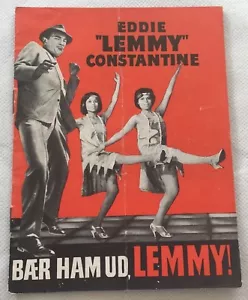 EDDIE
"LEMMY"
CONSTANTINE
BÆR HAM UD, LEMMY!